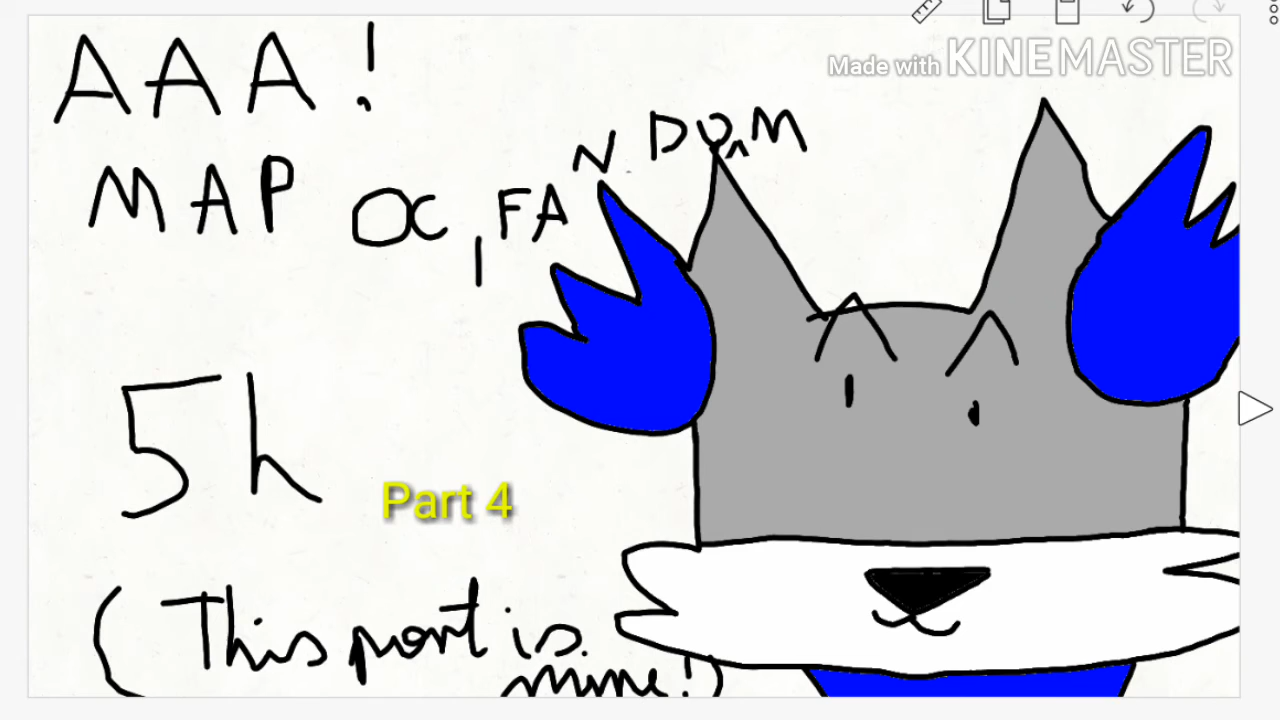 AAA!
Made with KINEMASTER
MAP OC, FANDOM
5h
Part 4
(This part is.
mine!)